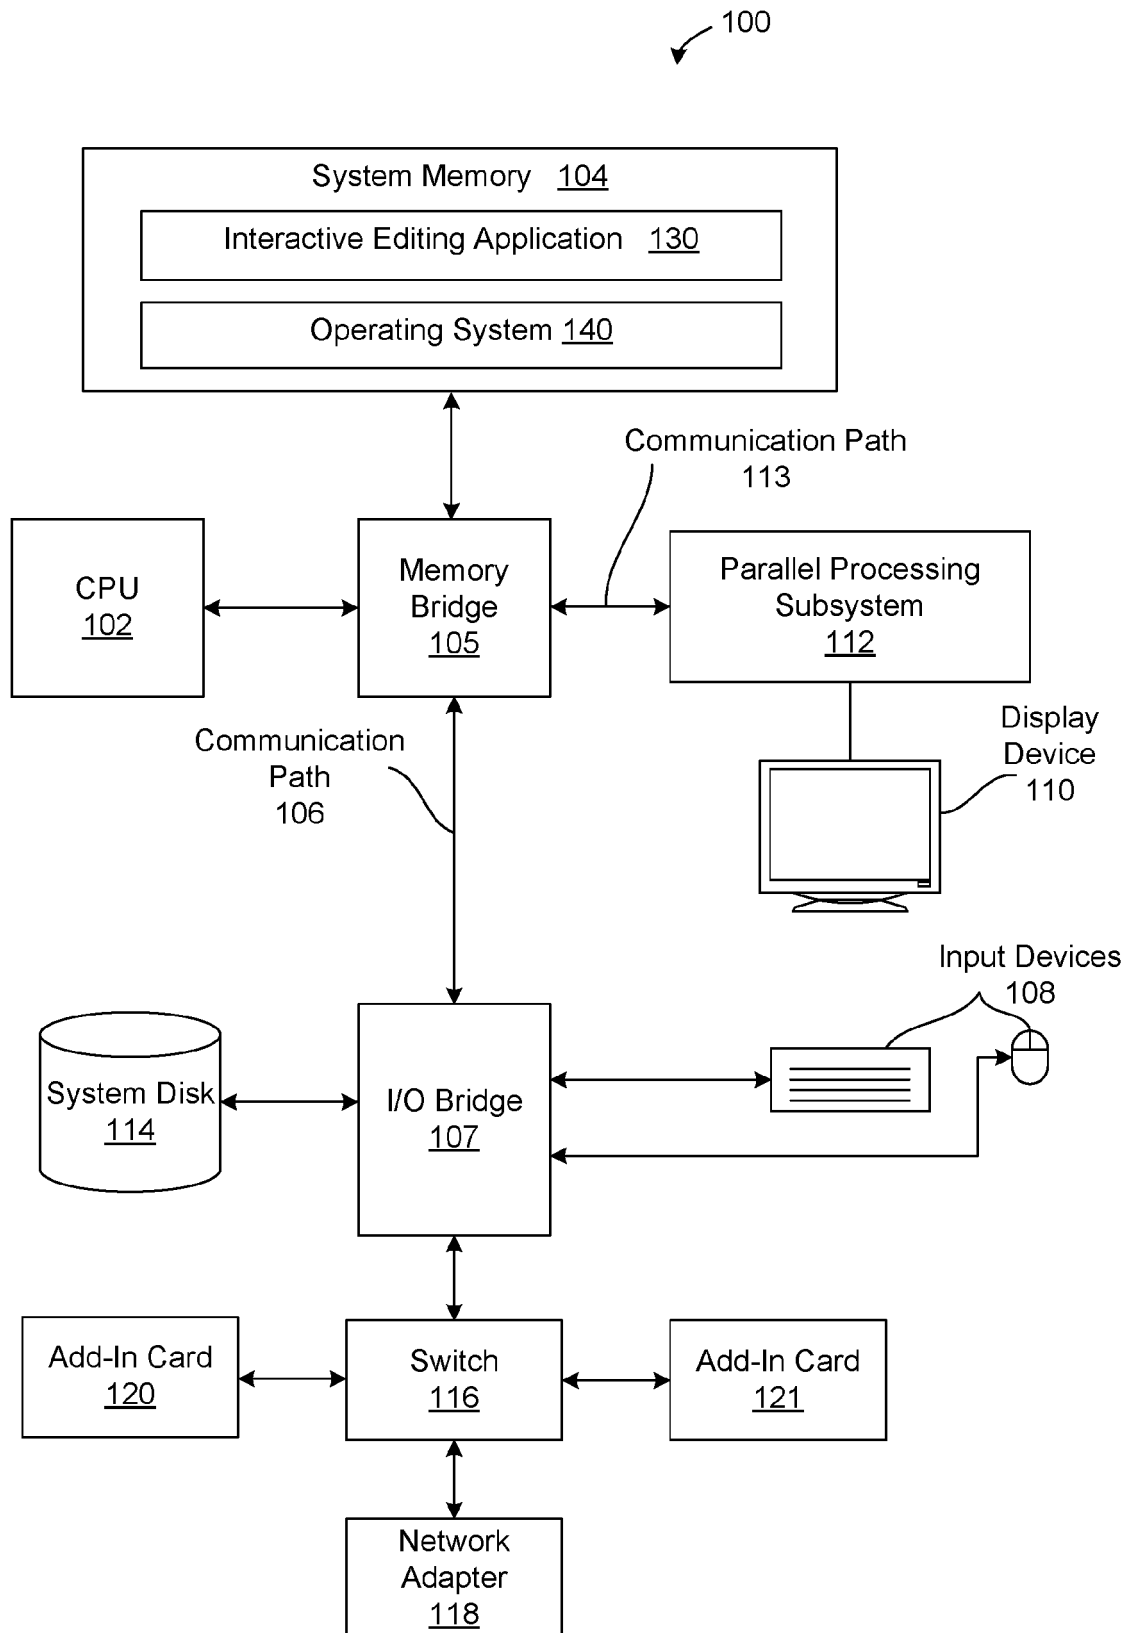 100
System Memory 104
Interactive Editing Application 130
Operating System 140
Communication Path
113
CPU
102
Memory
Bridge
105
Parallel Processing
Subsystem
112
Communication
Path
106
Display
Device
110
Input Devices
108
System Disk
114
I/O Bridge
107
Add-In Card
120
Switch
116
Add-In Card
121
Network
Adapter
118